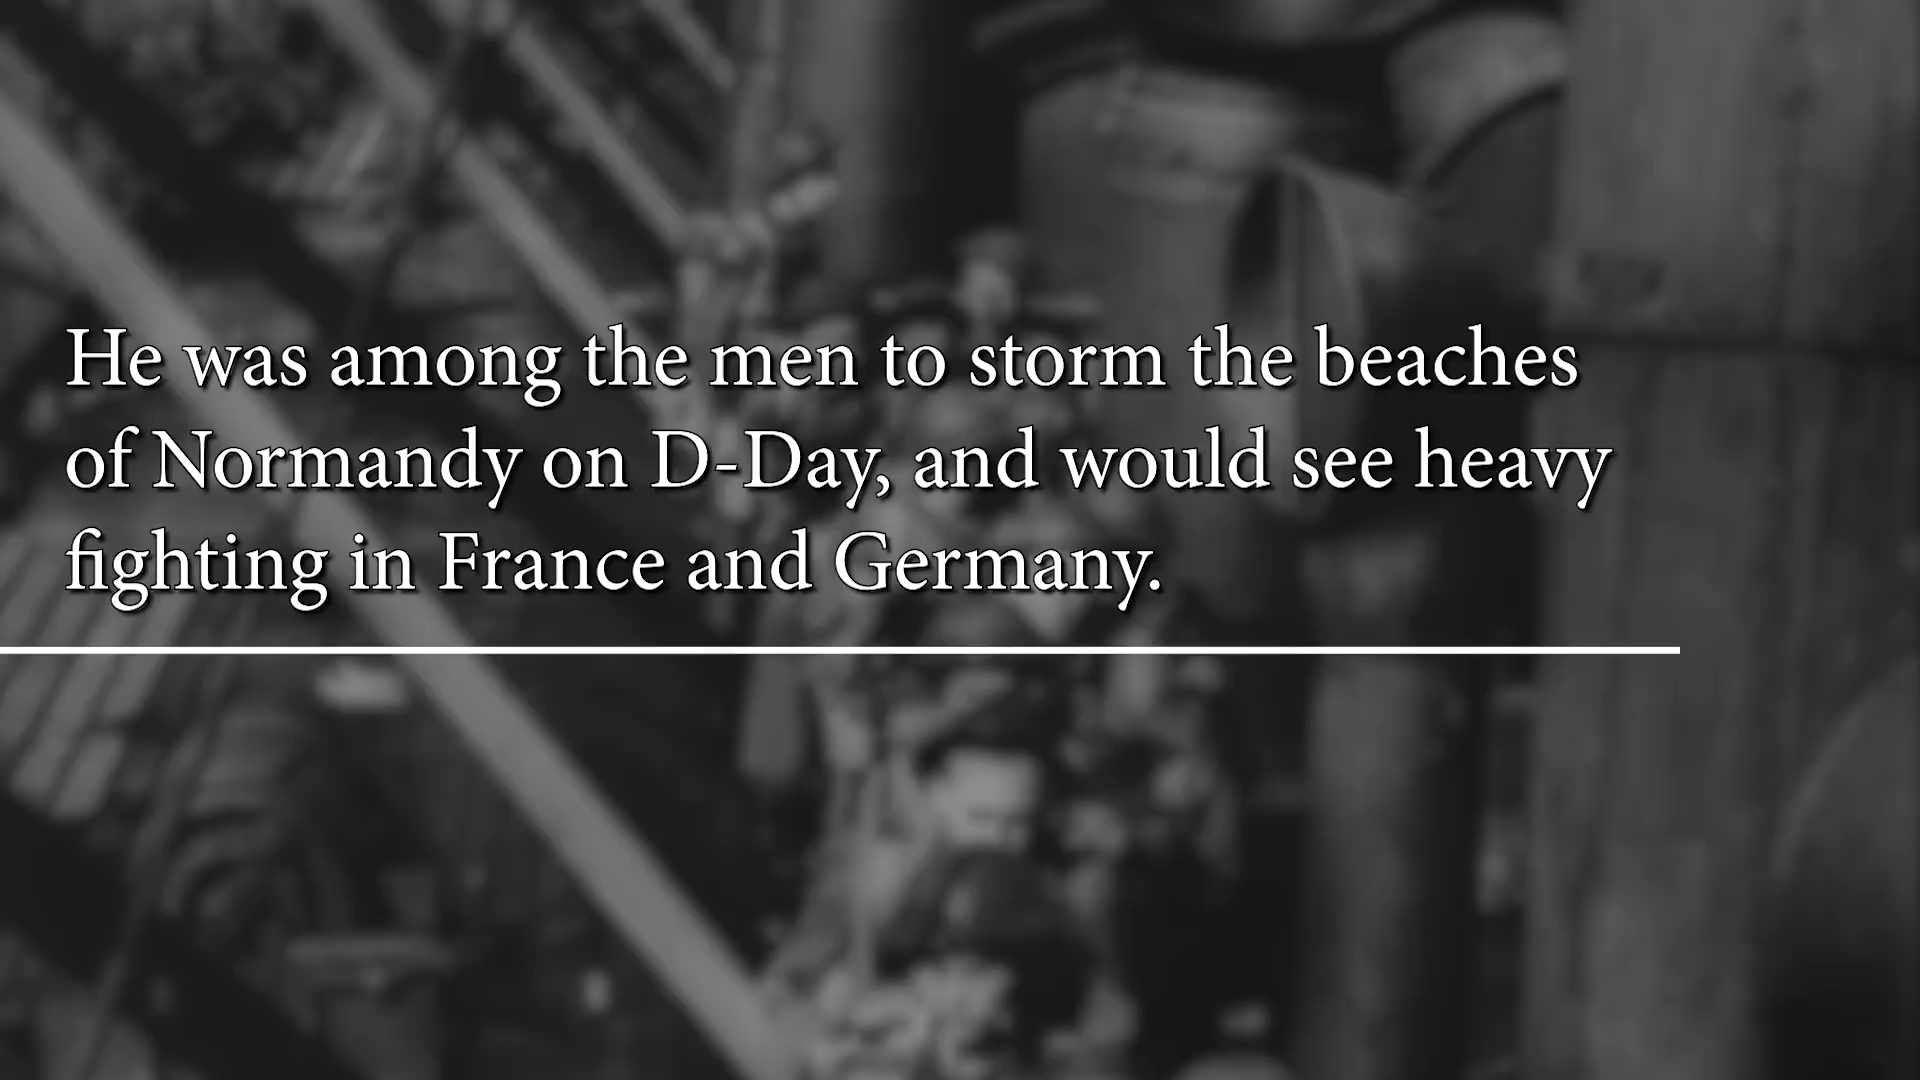 He was among the men to storm the beaches
of Normandy on D-Day, and would see heavy
fighting in France and Germany.